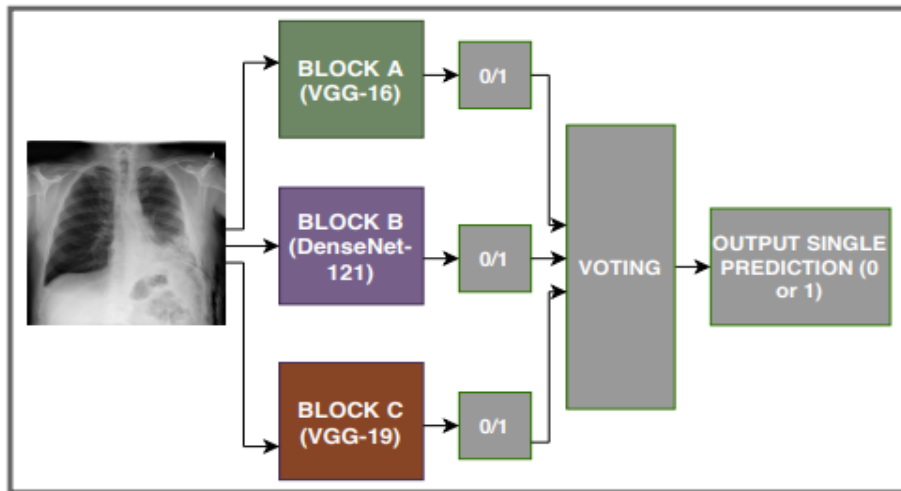 BLOCK A
(VGG-16)
0/1
BLOCK B
(DenseNet-
121)
0/1
VOTING
OUTPUT SINGLE
PREDICTION (0
or 1)
BLOCK C
(VGG-19)
0/1